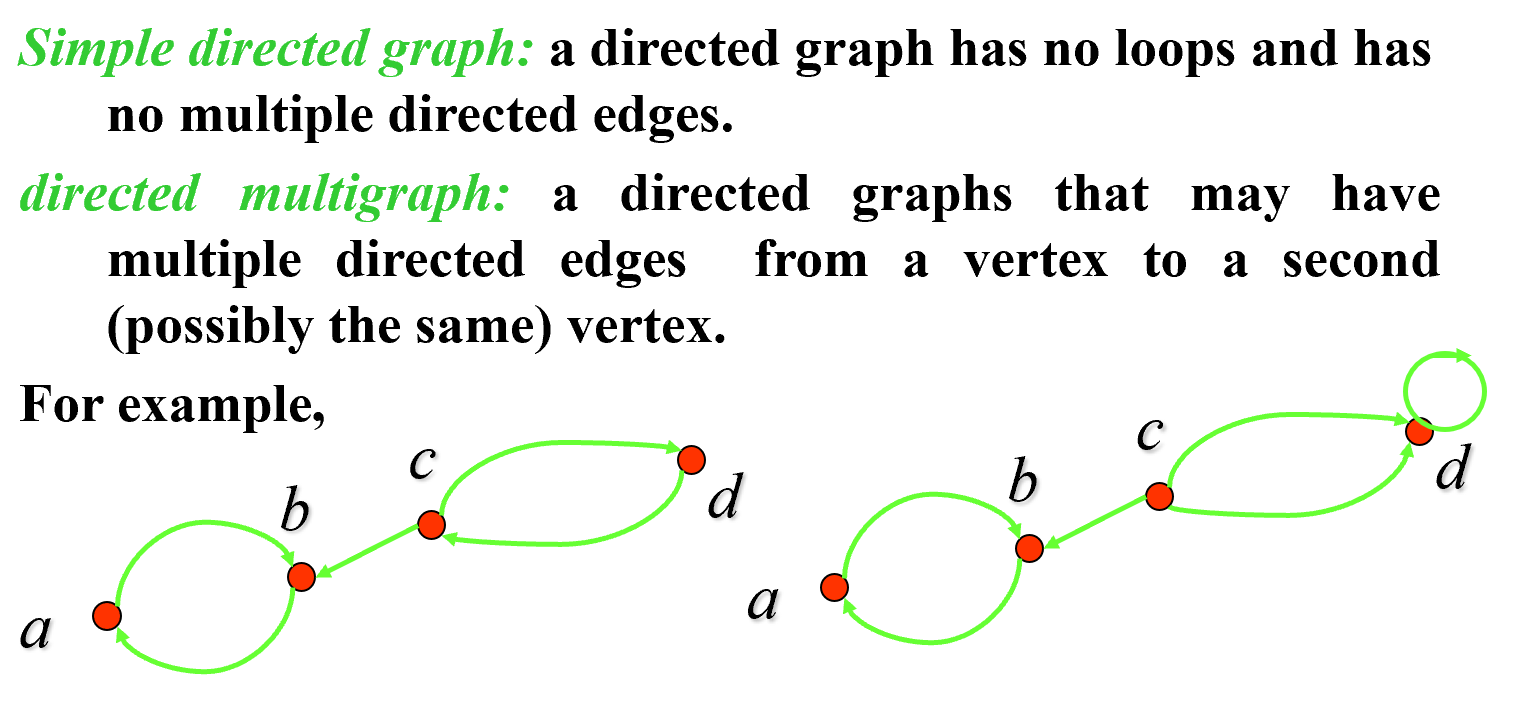 Simple directed graph: a directed graph has no loops and has
no multiple directed edges.
directed multigraph: a directed graphs that may have
multiple directed edges from a vertex to a second
(possibly the same) vertex.
For example,
a b c d
a b c d